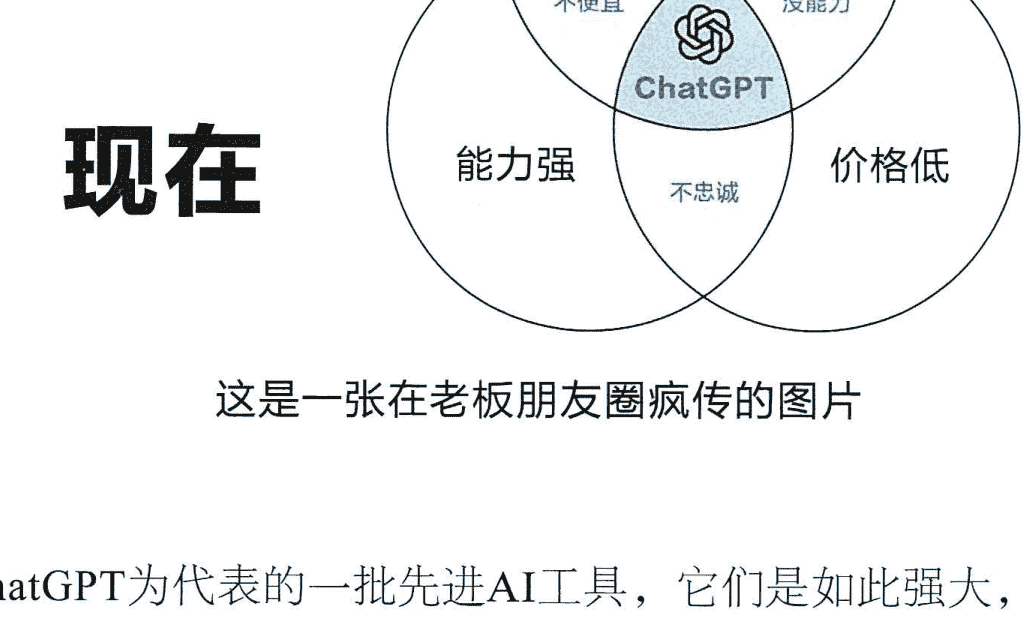 不便宜 没能力
ChatGPT
现在 能力强 价格低
不忠诚
这是一张在老板朋友圈疯传的图片
hatGPT为代表的一批先进AI工具，它们是如此强大，